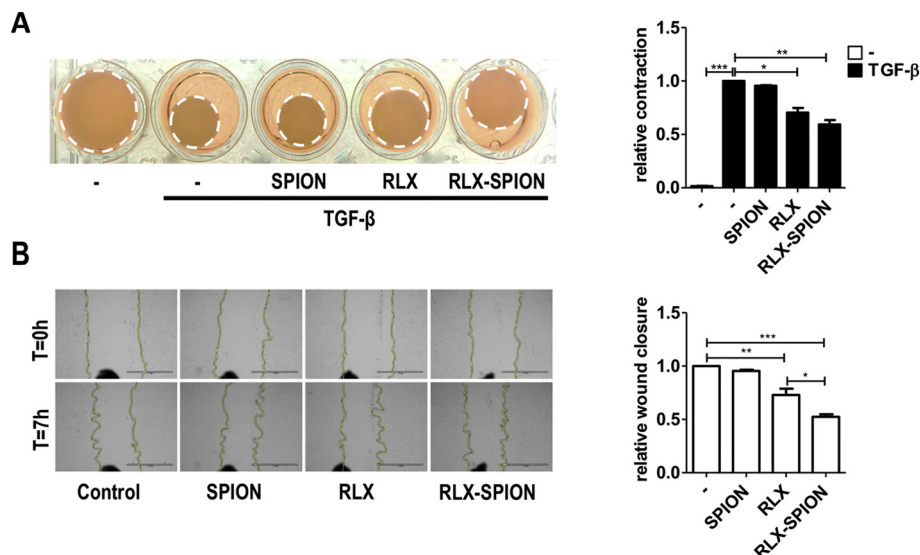 A
-
-
SPION
RLX
RLX-SPION
TGF-β
relative contraction
1.5
1.0
0.5
0.0
***
*
**
-
TGF-β
-
-
SPION
RLX
RLX-SPION
B
T=0h
T=7h
Control
SPION
RLX
RLX-SPION
relative wound closure
1.5
1.0
0.5
0.0
***
**
*
-
SPION
RLX
RLX-SPION